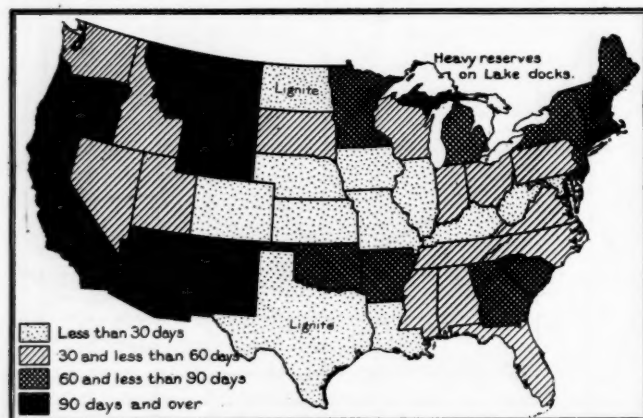 Heavy reserves
on Lake docks.
Lignite
Lignite
Less than 30 days
30 and less than 60 days
60 and less than 90 days
90 days and over